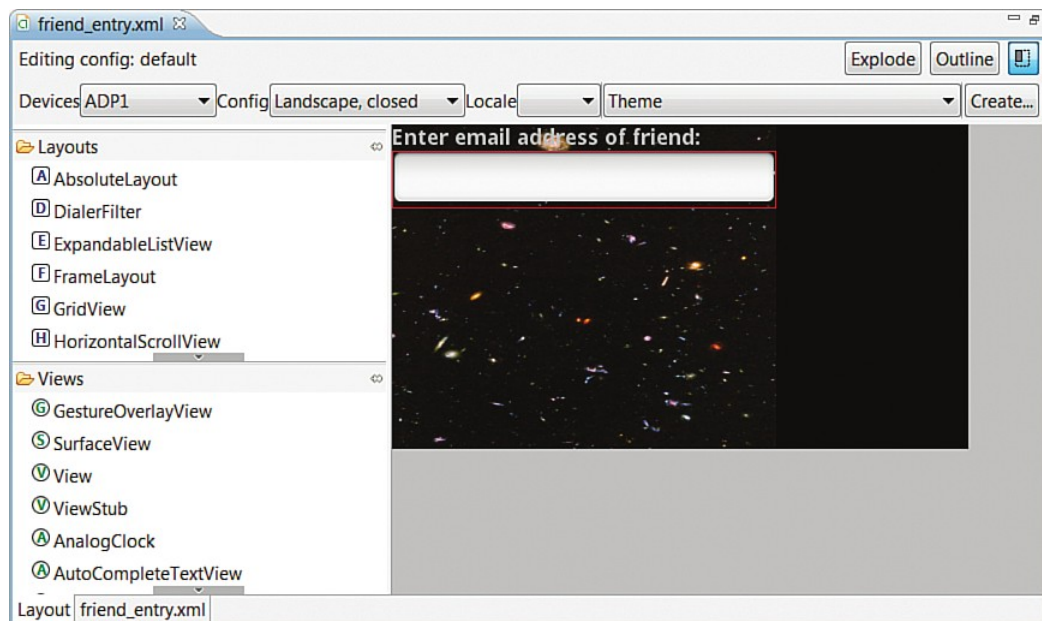 friend_entry.xml
Editing config: default
Explode
Outline
Devices ADP1 Config Landscape, closed Locale Theme Create...
Layouts
A AbsoluteLayout
D DialerFilter
E ExpandableListView
F FrameLayout
G GridView
H HorizontalScrollView
Views
G GestureOverlayView
S SurfaceView
V View
V ViewStub
A AnalogClock
A AutoCompleteTextView
Enter email address of friend:
Layout friend_entry.xml